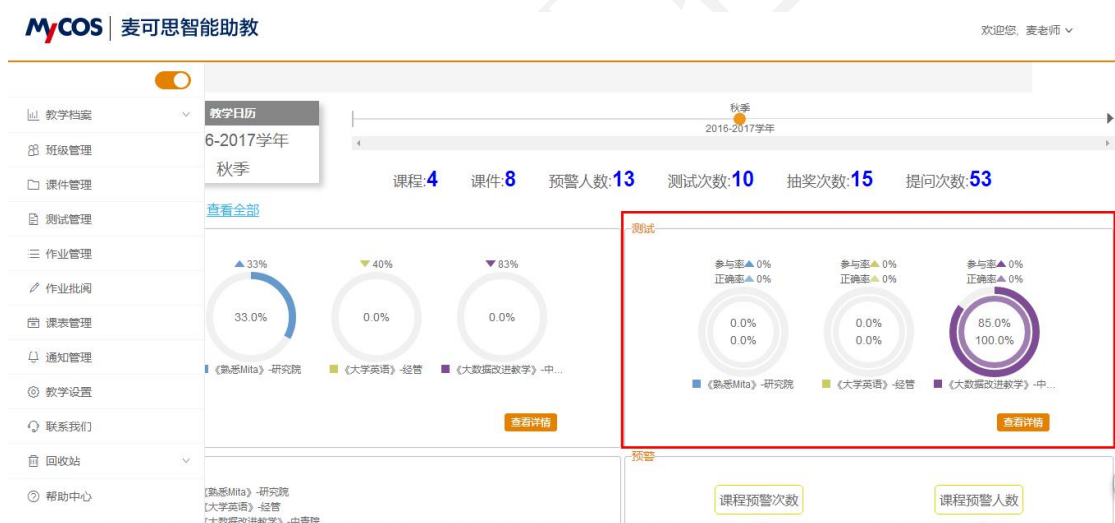 MyCOS 麦可思智能助教
欢迎您, 麦老师
教学档案
班级管理
课件管理
测试管理
作业管理
作业批阅
课表管理
通知管理
教学设置
联系我们
回收站
帮助中心
教学日历
6-2017学年
秋季
秋季
2016-2017学年
课程:4 课件:8 预警人数:13 测试次数:10 抽奖次数:15 提问次数:53
查看全部
▲33% ▼40% ▼83%
33.0% 0.0% 0.0%
《熟悉Mita》-研究院 《大学英语》-经管 《大数据改进教学》-中...
查看详情
测试
参与率▲0% 参与率▲0% 参与率▲0%
正确率▲0% 正确率▲0% 正确率▲0%
0.0% 0.0% 85.0%
0.0% 0.0% 100.0%
《熟悉Mita》-研究院 《大学英语》-经管 《大数据改进教学》-中...
查看详情
《熟悉Mita》-研究院
《大学英语》-经管
《大数据改进教学》-中青院
预警
课程预警次数 课程预警人数